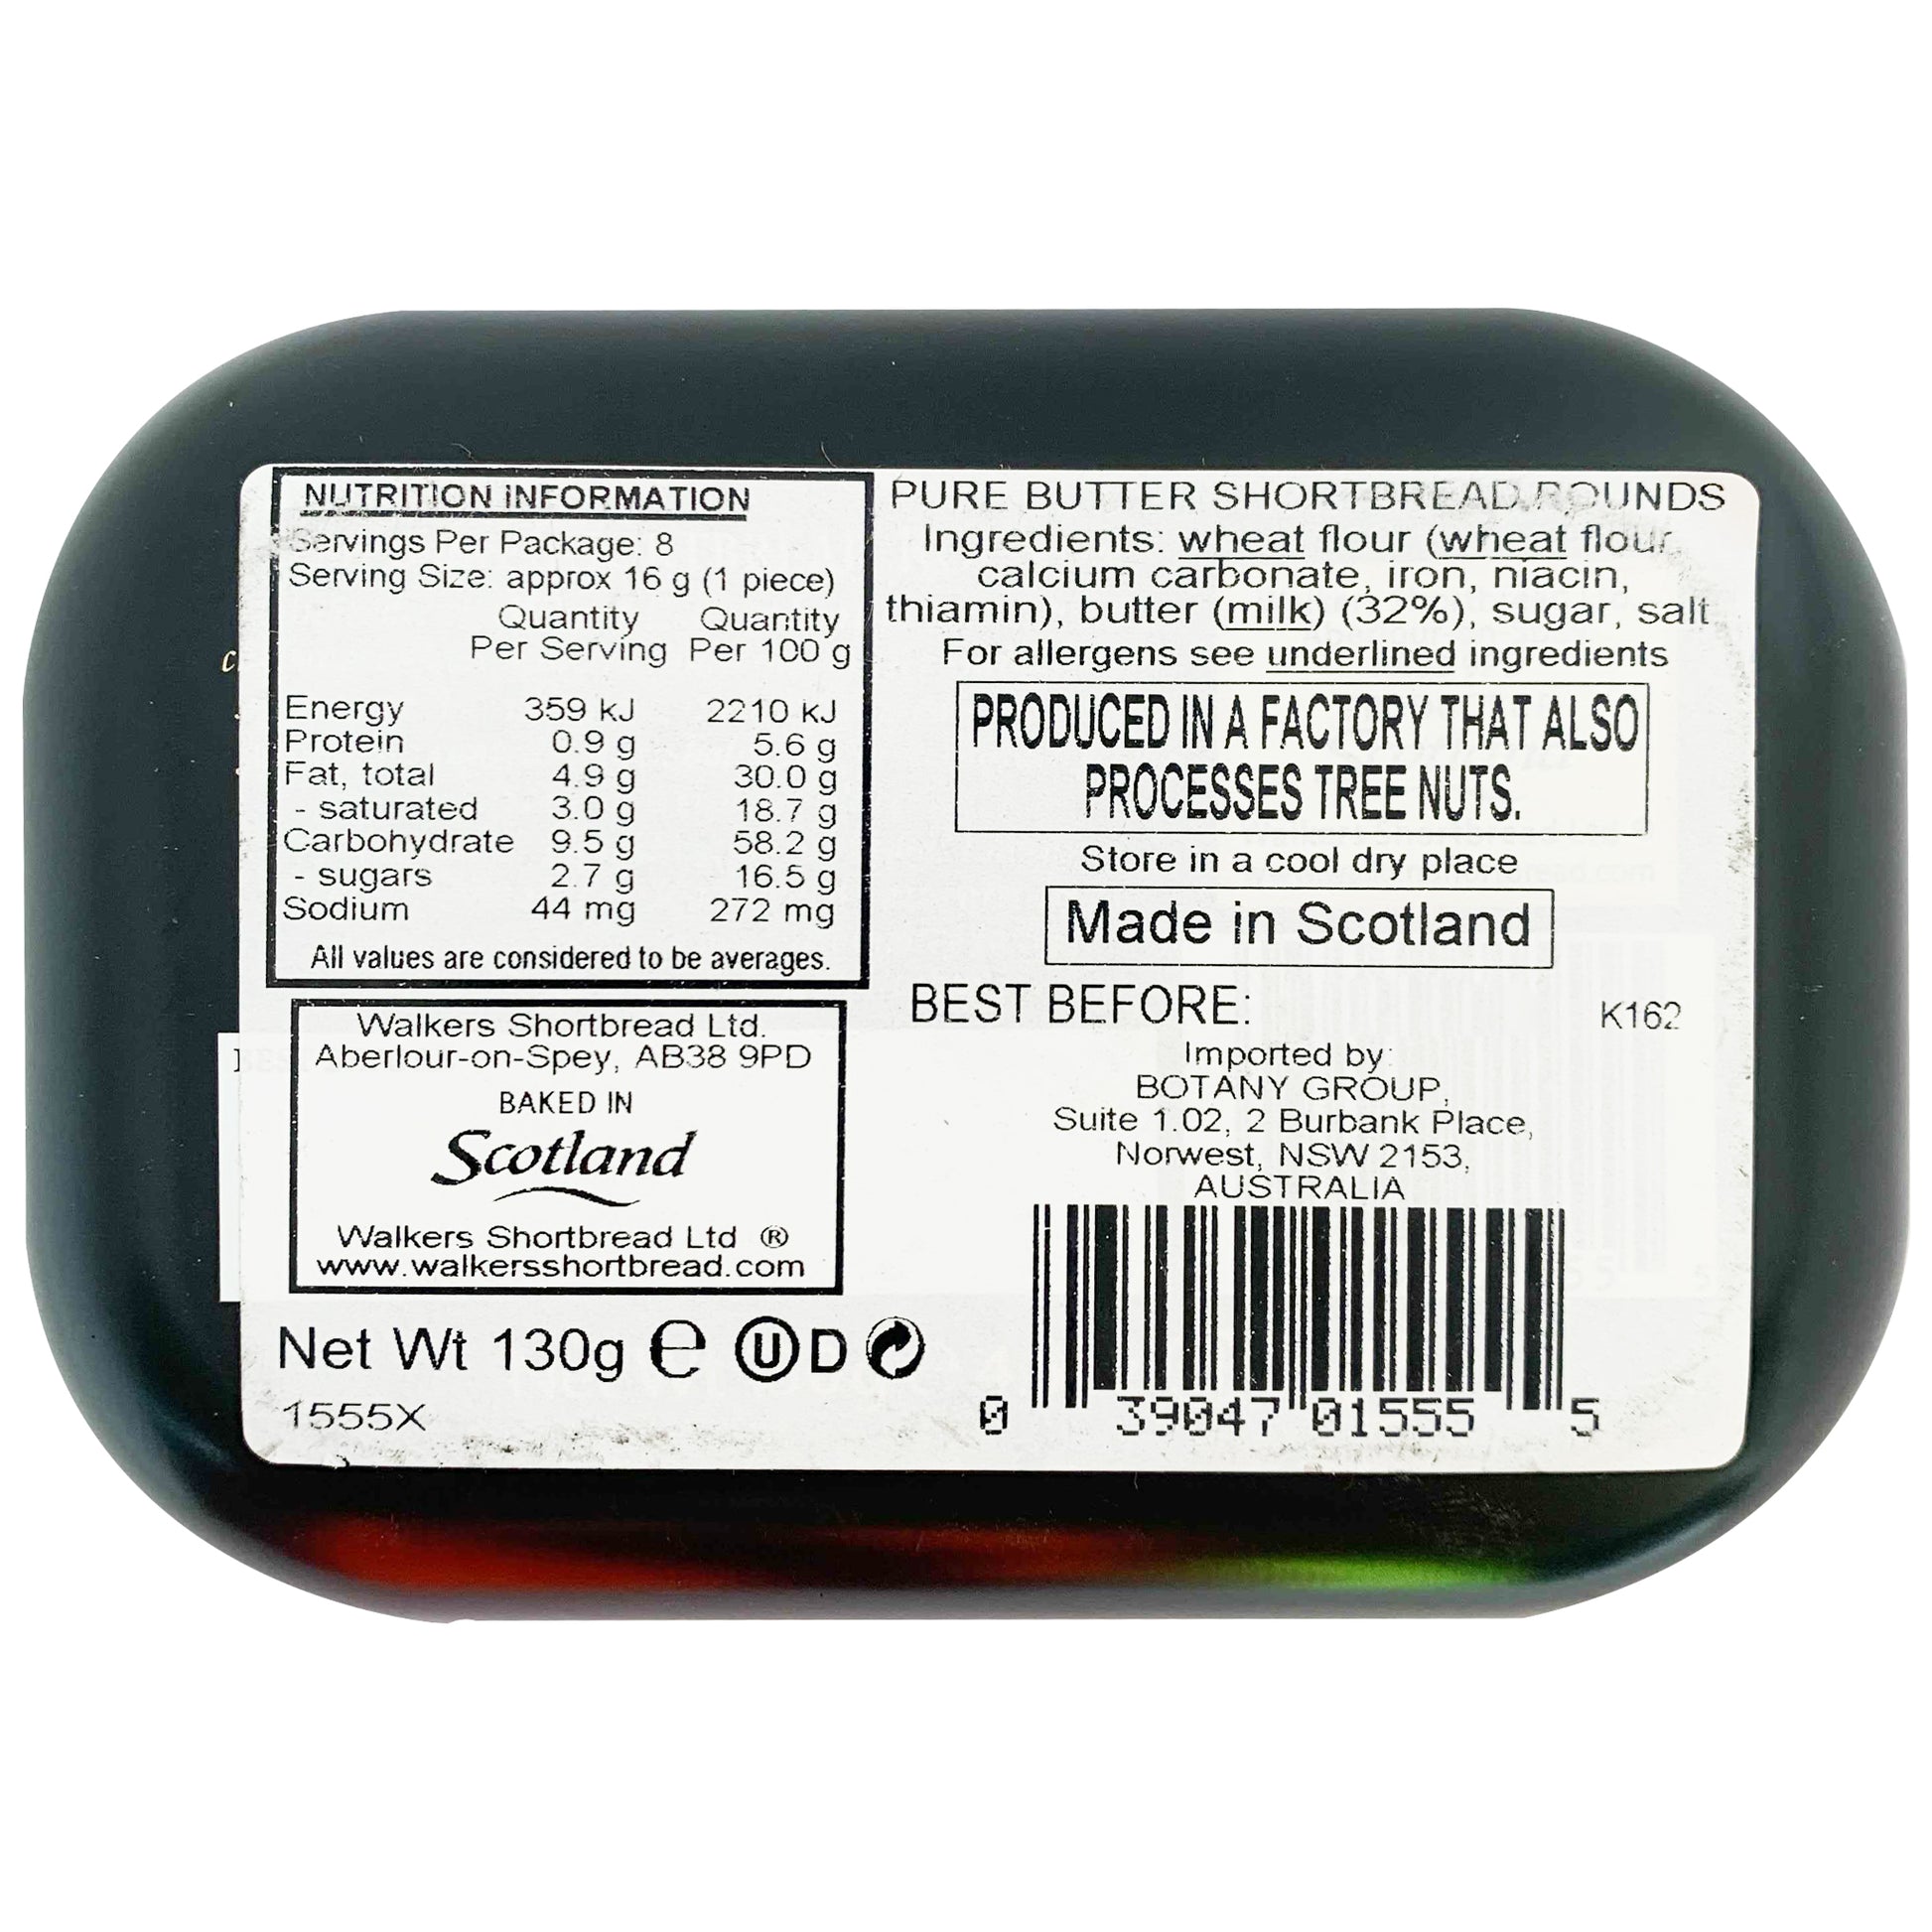 NUTRITION INFORMATION
Servings Per Package: 8
Serving Size: approx 16 g (1 piece)
Quantity Quantity
Per Serving Per 100 g
Energy 359 kJ 2210 kJ
Protein 0.9 g 5.6 g
Fat, total 4.9 g 30.0 g
- saturated 3.0 g 18.7 g
Carbohydrate 9.5 g 58.2 g
- sugars 2.7 g 16.5 g
Sodium 44 mg 272 mg
All values are considered to be averages.
Walkers Shortbread Ltd.
Aberlour-on-Spey, AB38 9PD
BAKED IN
Scotland
Walkers Shortbread Ltd ®
www.walkersshortbread.com
Net Wt 130g ℮ Ⓤ D
1555X
PURE BUTTER SHORTBREAD ROUNDS
Ingredients: wheat flour (wheat flour,
calcium carbonate, iron, niacin,
thiamin), butter (milk) (32%), sugar, salt
For allergens see underlined ingredients
PRODUCED IN A FACTORY THAT ALSO
PROCESSES TREE NUTS.
Store in a cool dry place
Made in Scotland
BEST BEFORE: K162
Imported by:
BOTANY GROUP,
Suite 1.02, 2 Burbank Place,
Norwest, NSW 2153,
AUSTRALIA
0 39047 01555 5